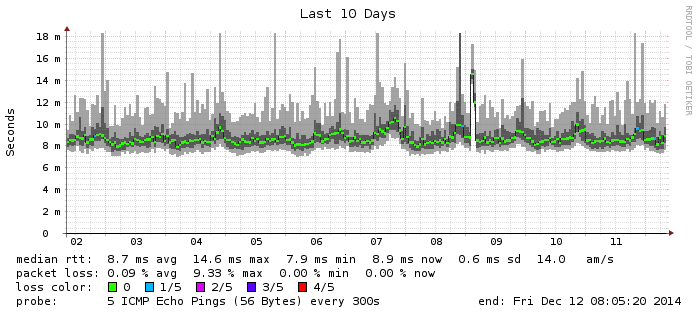 Last 10 Days
RRDTOOL / TOBI OETIKER
Seconds
18 m
16 m
14 m
12 m
10 m
8 m
6 m
4 m
2 m
0
02 03 04 05 06 07 08 09 10 11
median rtt: 8.7 ms avg 14.6 ms max 7.9 ms min 8.9 ms now 0.6 ms sd 14.0 am/s
packet loss: 0.09 % avg 9.33 % max 0.00 % min 0.00 % now
loss color: 0 1/5 2/5 3/5 4/5
probe: 5 ICMP Echo Pings (56 Bytes) every 300s end: Fri Dec 12 08:05:20 2014